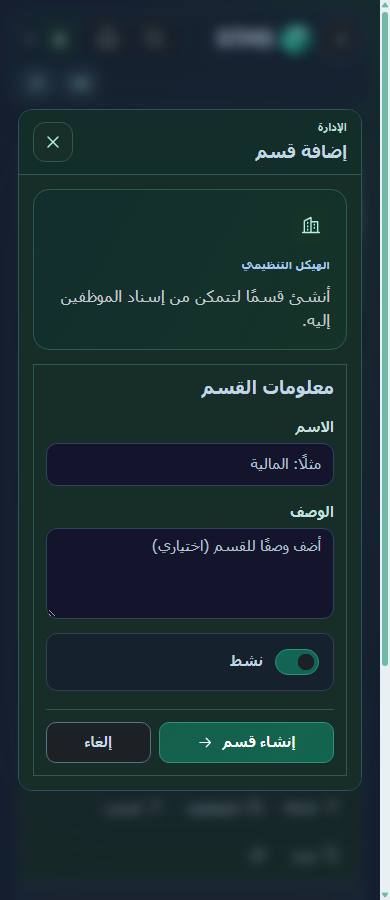 الإدارة
إضافة قسم
الهيكل التنظيمي
أنشئ قسمًا لتتمكن من إسناد الموظفين
إليه.
معلومات القسم
الاسم
مثلًا: المالية
الوصف
أضف وصفًا للقسم (اختياري)
نشط
إنشاء قسم →
إلغاء